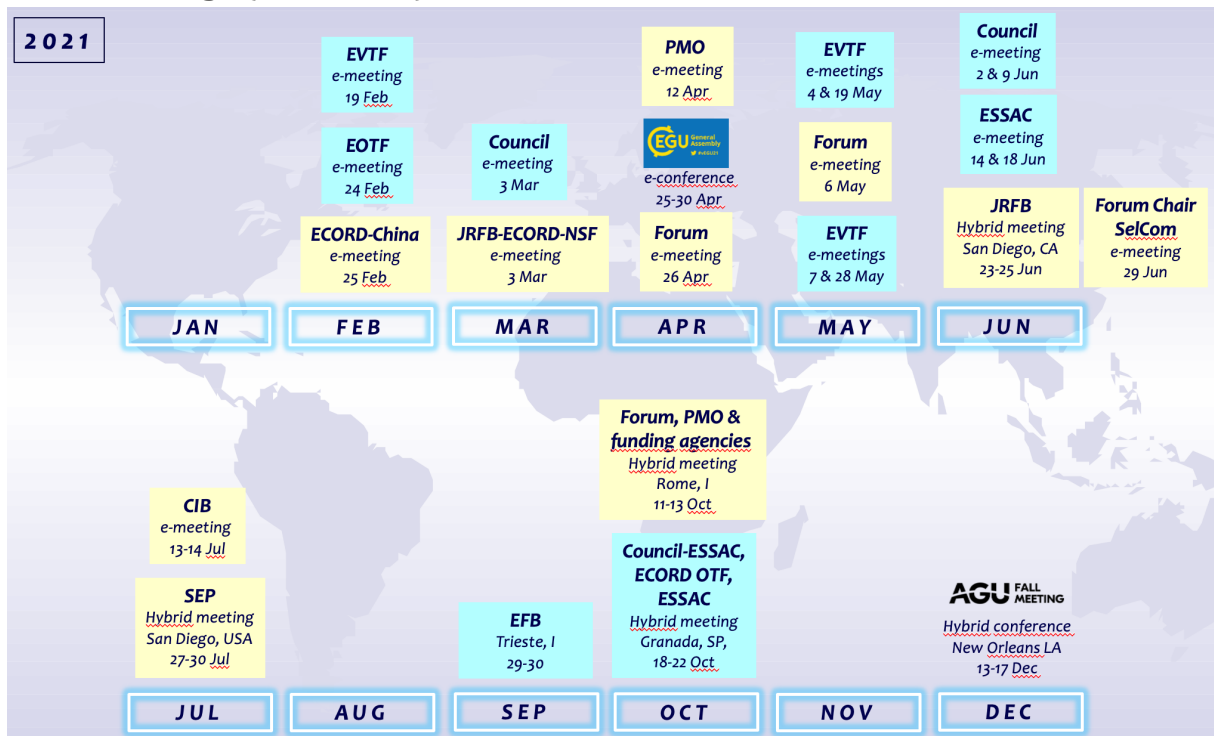 2021
EVTF
e-meeting
19 Feb
EOTF
e-meeting
24 Feb
ECORD-China
e-meeting
25 Feb
Council
e-meeting
3 Mar
JRFB-ECORD-NSF
e-meeting
3 Mar
PMO
e-meeting
12 Apr
EGU General
Assembly
#vEGU21
e-conference
25-30 Apr
Forum
e-meeting
26 Apr
EVTF
e-meetings
4 & 19 May
Forum
e-meeting
6 May
EVTF
e-meetings
7 & 28 May
Council
e-meeting
2 & 9 Jun
ESSAC
e-meeting
14 & 18 Jun
JRFB
Hybrid meeting
San Diego, CA
23-25 Jun
Forum Chair
SelCom
e-meeting
29 Jun
JAN
FEB
MAR
APR
MAY
JUN
CIB
e-meeting
13-14 Jul
SEP
Hybrid meeting
San Diego, USA
27-30 Jul
EFB
Trieste, I
29-30
Forum, PMO &
funding agencies
Hybrid meeting
Rome, I
11-13 Oct
Council-ESSAC,
ECORD OTF,
ESSAC
Hybrid meeting
Granada, SP,
18-22 Oct
AGU FALL
MEETING
Hybrid conference
New Orleans LA
13-17 Dec
JUL
AUG
SEP
OCT
NOV
DEC